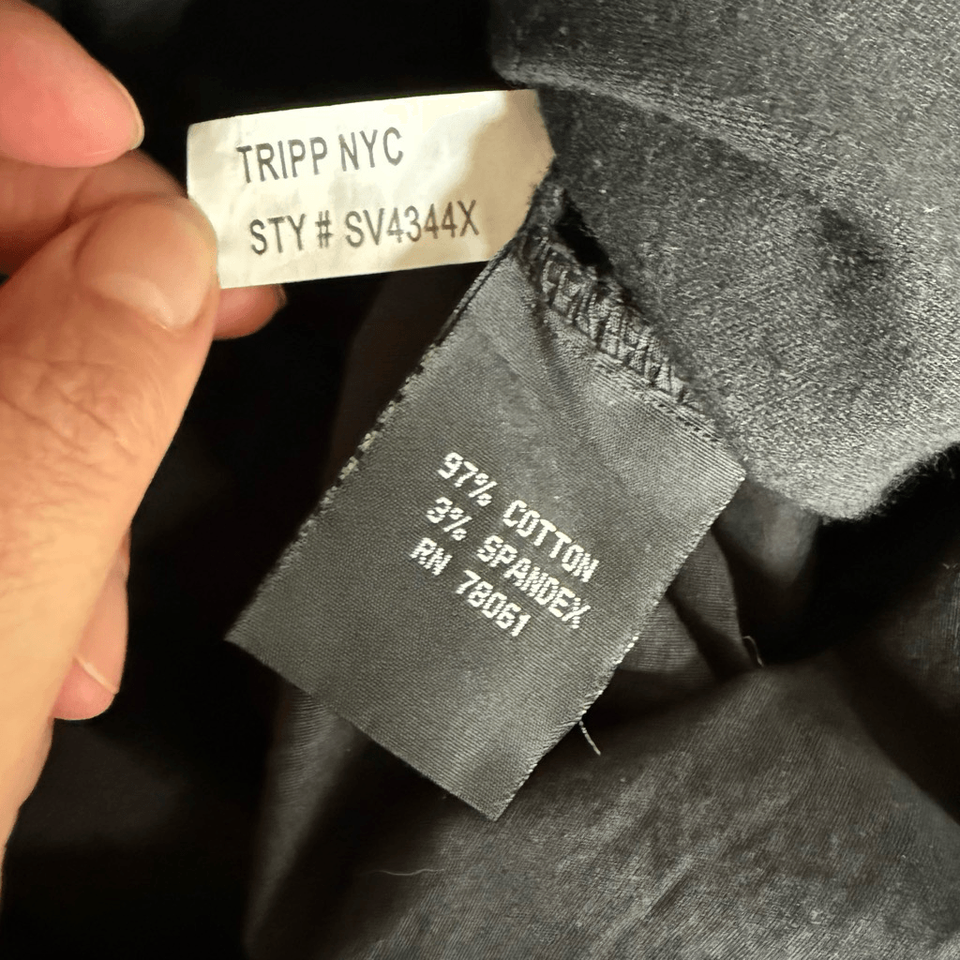 TRIPP NYC
STY # SV4344X
97% COTTON
3% SPANDEX
RN 78061